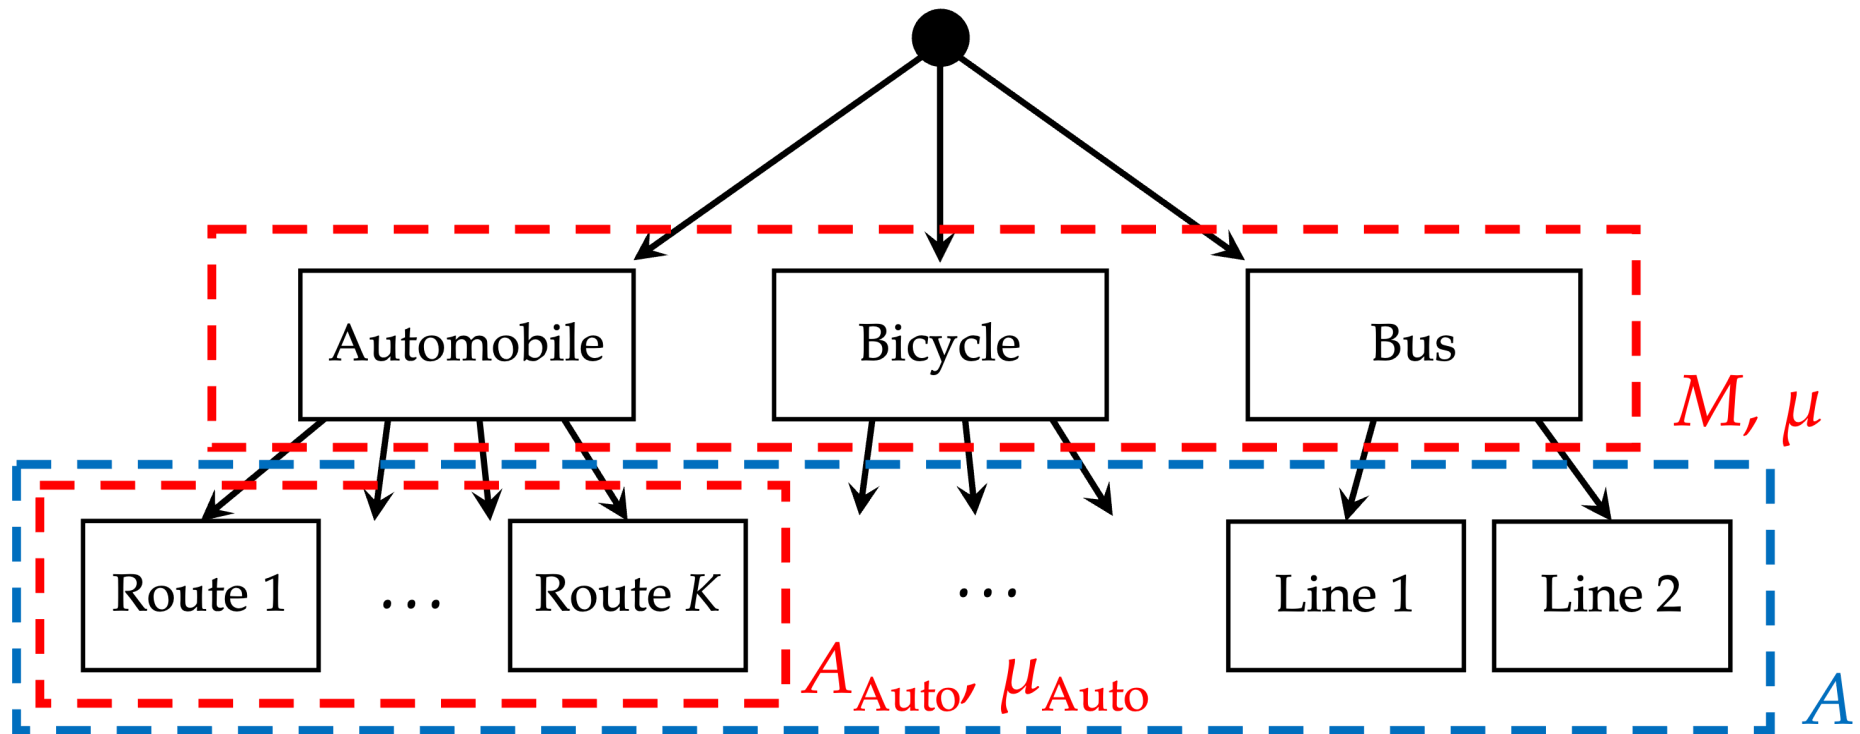 Automobile Bicycle Bus
M, μ
Route 1 … Route K … Line 1 Line 2
A_Auto, μ_Auto
A